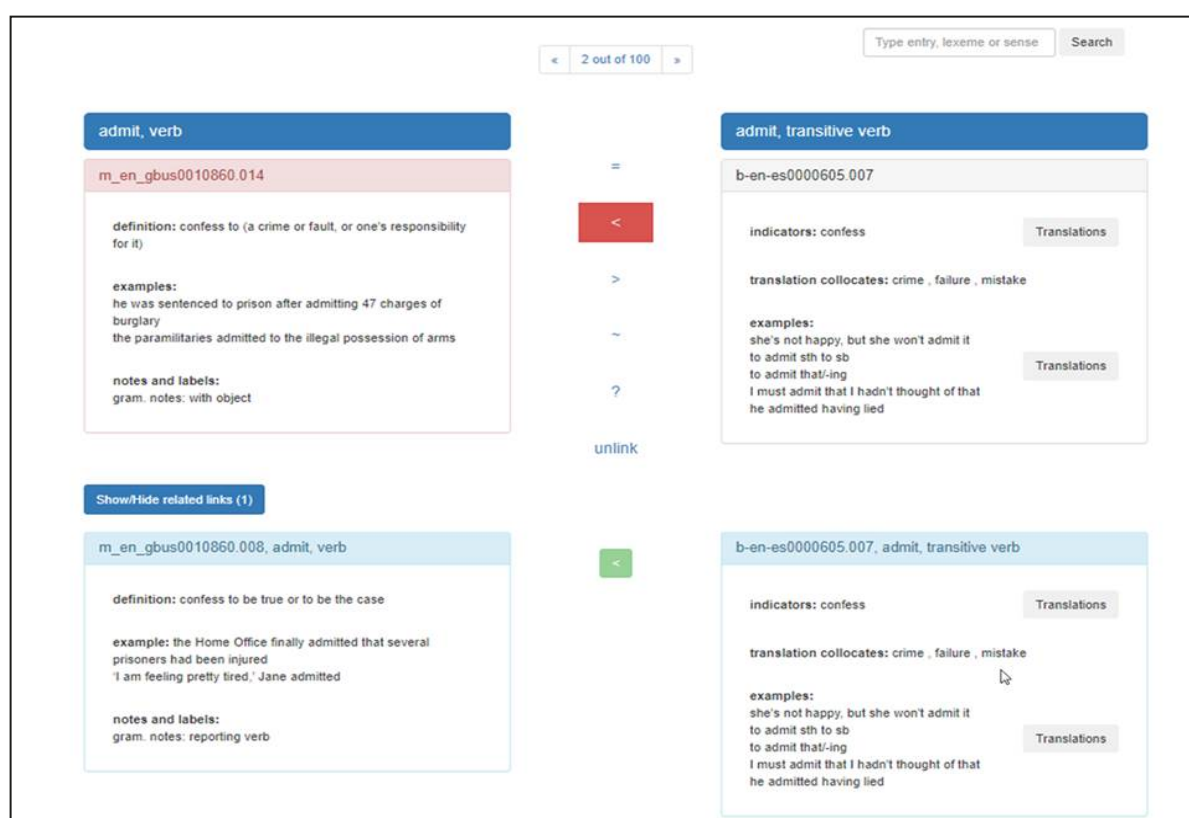 Type entry, lexeme or sense
Search
« 2 out of 100 »
admit, verb
m_en_gbus0010860.014
definition: confess to (a crime or fault, or one's responsibility
for it)
examples:
he was sentenced to prison after admitting 47 charges of
burglary
the paramilitaries admitted to the illegal possession of arms
notes and labels:
gram. notes: with object
=
<
>
~
?
unlink
admit, transitive verb
b-en-es0000605.007
indicators: confess
Translations
translation collocates: crime , failure , mistake
examples:
she's not happy, but she won't admit it
to admit sth to sb
to admit that/-ing
I must admit that I hadn't thought of that
he admitted having lied
Translations
Show/Hide related links (1)
m_en_gbus0010860.008, admit, verb
definition: confess to be true or to be the case
example: the Home Office finally admitted that several
prisoners had been injured
'I am feeling pretty tired,' Jane admitted
notes and labels:
gram. notes: reporting verb
<
b-en-es0000605.007, admit, transitive verb
indicators: confess
Translations
translation collocates: crime , failure , mistake
examples:
she's not happy, but she won't admit it
to admit sth to sb
to admit that/-ing
I must admit that I hadn't thought of that
he admitted having lied
Translations